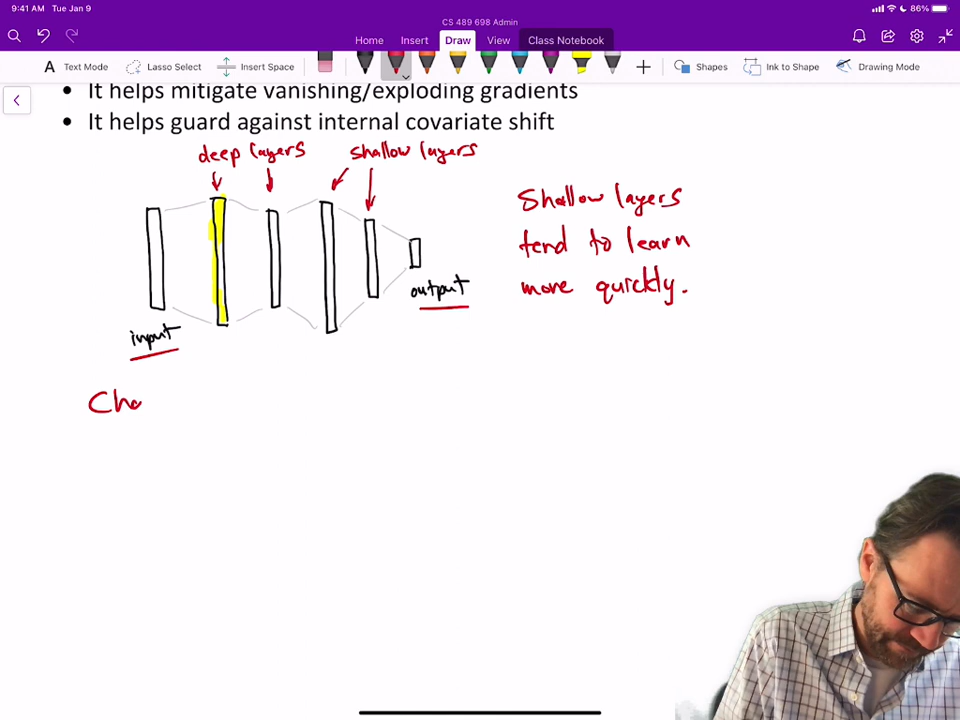 9:41 AM Tue Jan 9
86%
CS 489 698 Admin
Home Insert Draw View Class Notebook
Text Mode Lasso Select Insert Space Shapes Ink to Shape Drawing Mode
• It helps mitigate vanishing/exploding gradients
• It helps guard against internal covariate shift
deep layers
shallow layers
Shallow layers
tend to learn
more quickly.
output
input
Cha